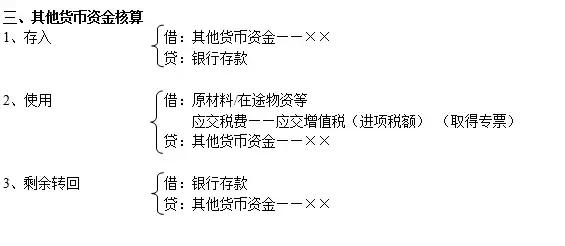 三、其他货币资金核算
1、存入 借：其他货币资金——××
贷：银行存款
2、使用 借：原材料/在途物资等
应交税费——应交增值税（进项税额）（取得专票）
贷：其他货币资金——××
3、剩余转回 借：银行存款
贷：其他货币资金——××